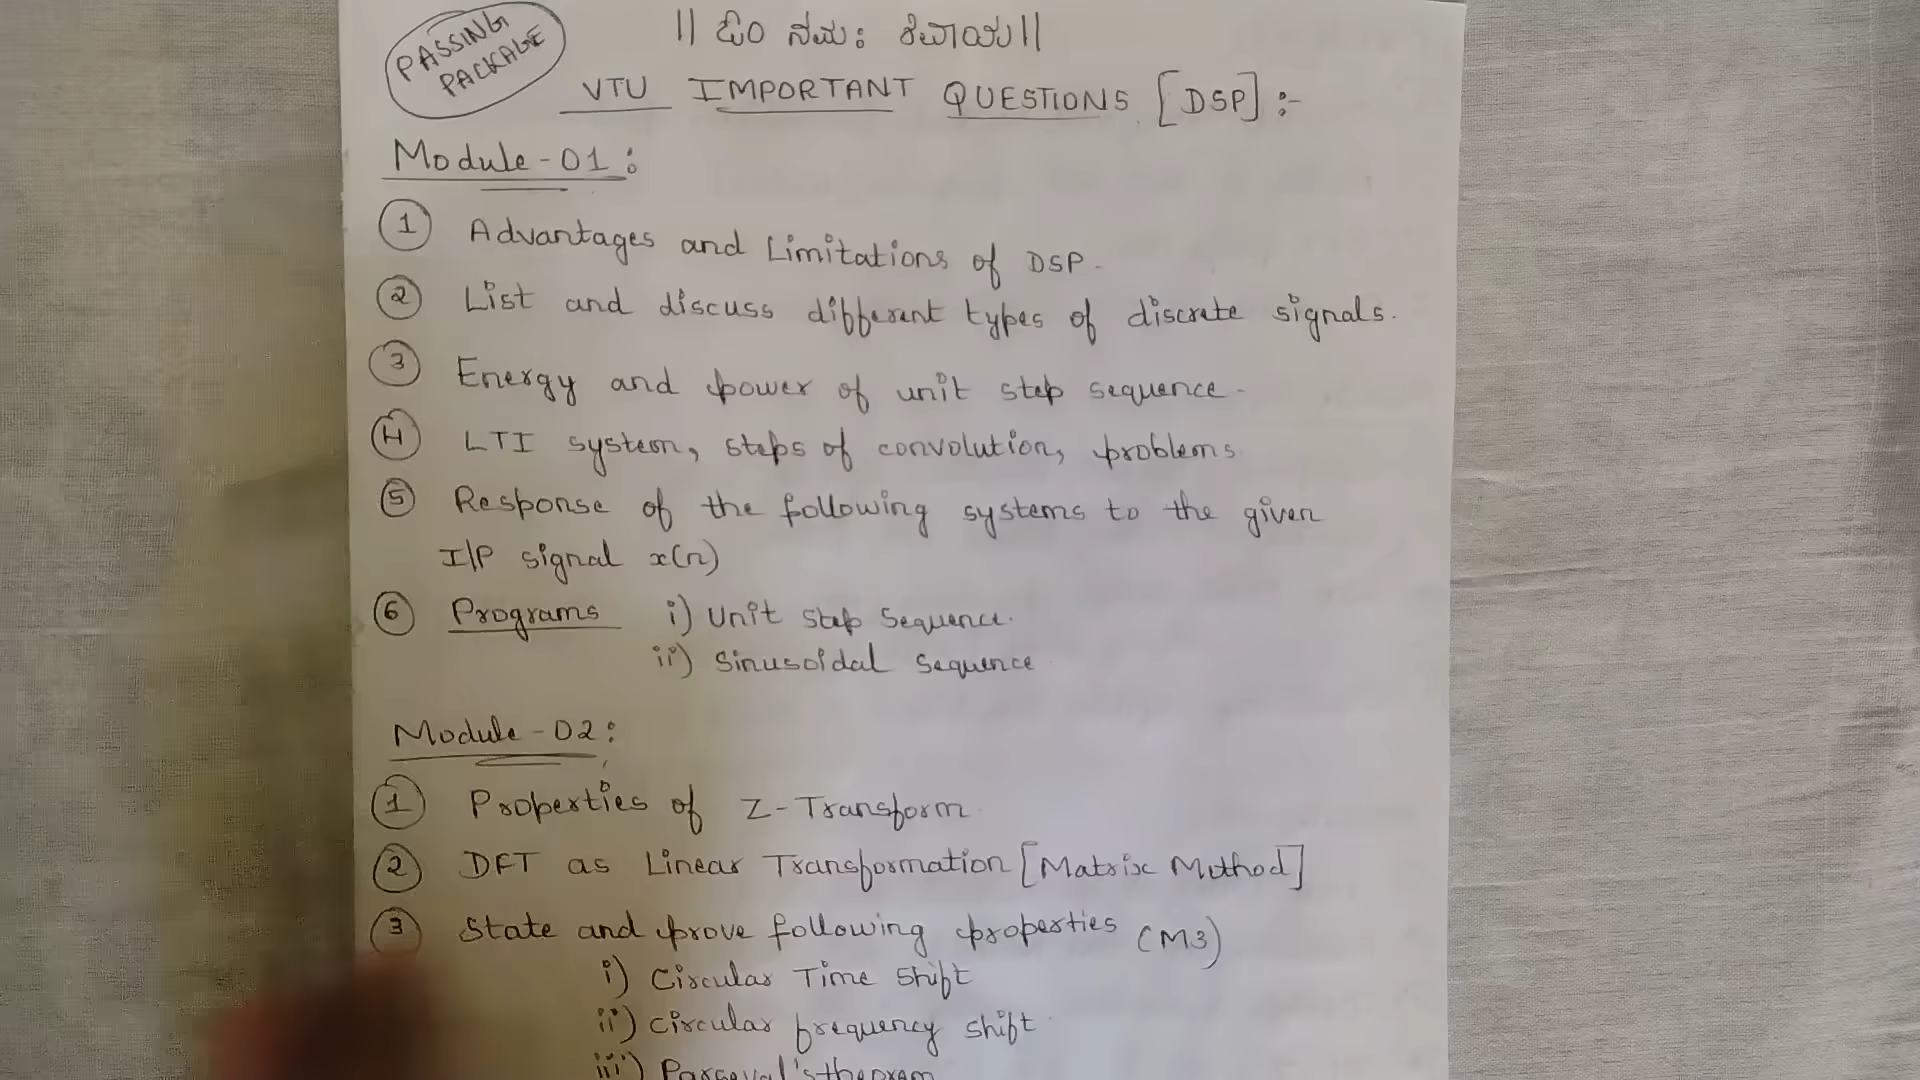 PASSING PACKAGE
|| ಓಂ ನಮಃ ಶಿವಾಯ ||
VTU IMPORTANT QUESTIONS [DSP] :-
Module-01 :
1 Advantages and Limitations of DSP.
2 List and discuss different types of discrete signals.
3 Energy and power of unit step sequence.
4 LTI system, steps of convolution, problems.
5 Response of the following systems to the given
I/P signal x(n)
6 Programs i) Unit step sequence.
ii) Sinusoidal sequence
Module-02 :
1 Properties of Z-Transform
2 DFT as Linear Transformation [Matrix Method]
3 State and prove following properties (M3)
i) Circular Time shift
ii) Circular frequency shift
iii) Parseval's theorem